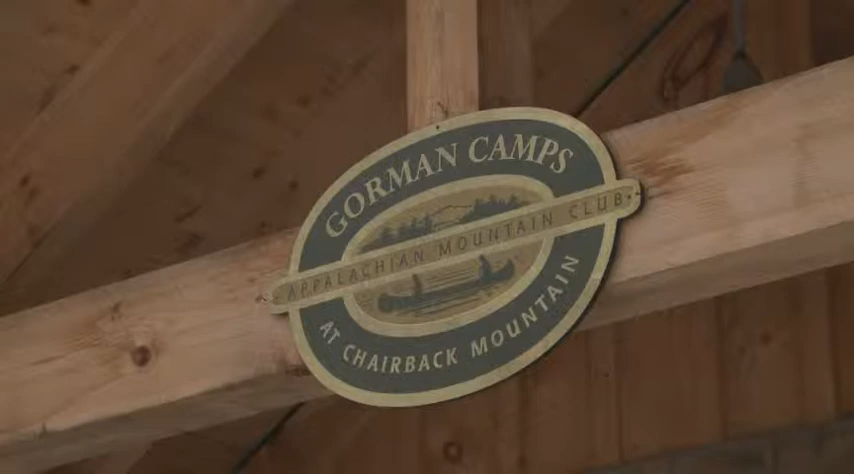 GORMAN CAMPS
APPALACHIAN MOUNTAIN CLUB
AT CHAIRBACK MOUNTAIN